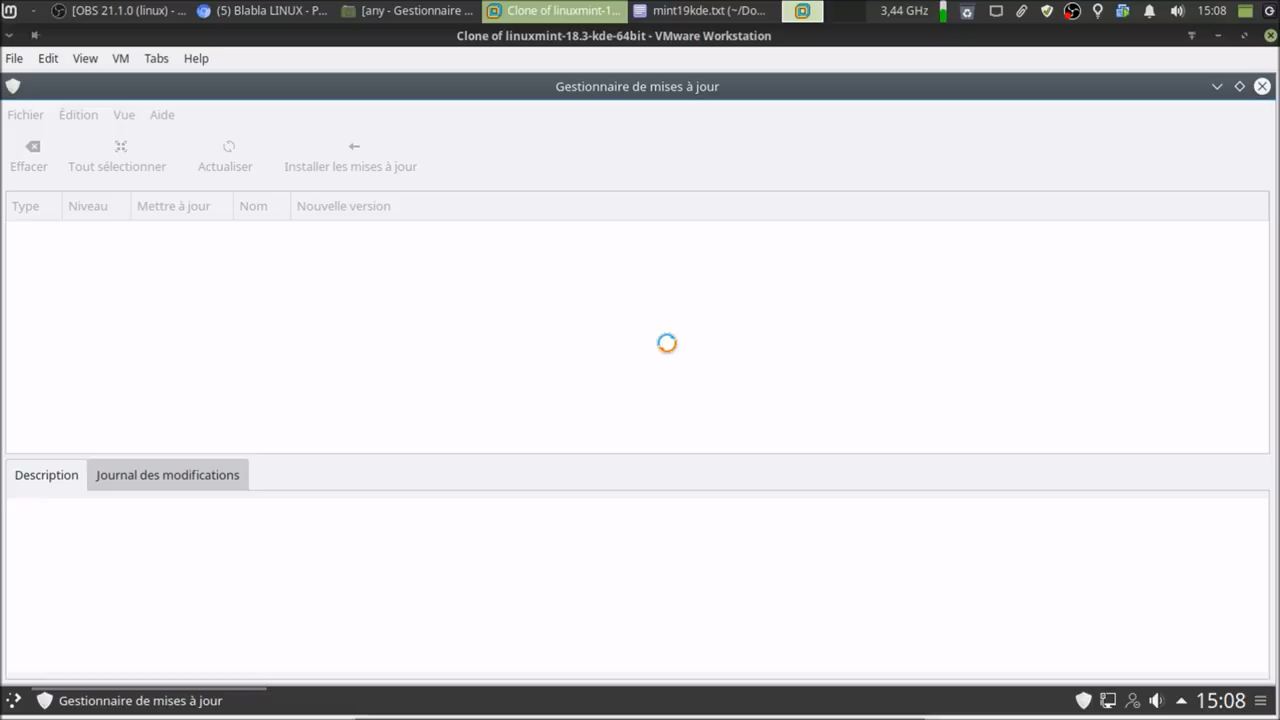 [OBS 21.1.0 (linux) - ... (5) Blabla LINUX - P... [any - Gestionnaire ... Clone of linuxmint-1... mint19kde.txt (~/Do... 3,44 GHz 15:08
Clone of linuxmint-18.3-kde-64bit - VMware Workstation
File Edit View VM Tabs Help
Gestionnaire de mises à jour
Fichier Édition Vue Aide
Effacer Tout sélectionner Actualiser Installer les mises à jour
Type Niveau Mettre à jour Nom Nouvelle version
Description Journal des modifications
Gestionnaire de mises à jour 15:08